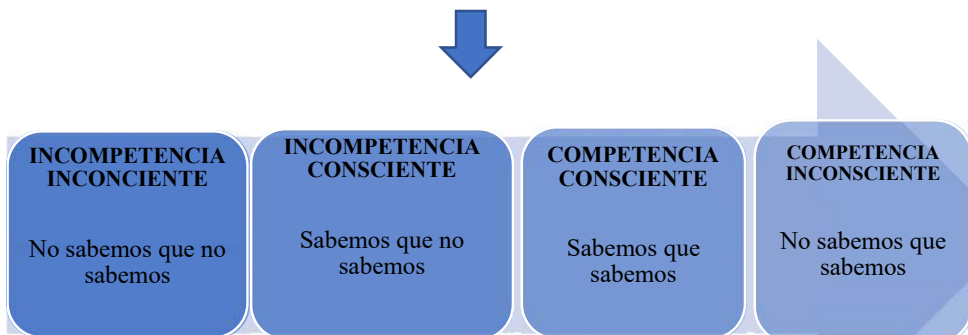 INCOMPETENCIA
INCONCIENTE
No sabemos que no
sabemos
INCOMPETENCIA
CONSCIENTE
Sabemos que no
sabemos
COMPETENCIA
CONSCIENTE
Sabemos que
sabemos
COMPETENCIA
INCONSCIENTE
No sabemos que
sabemos